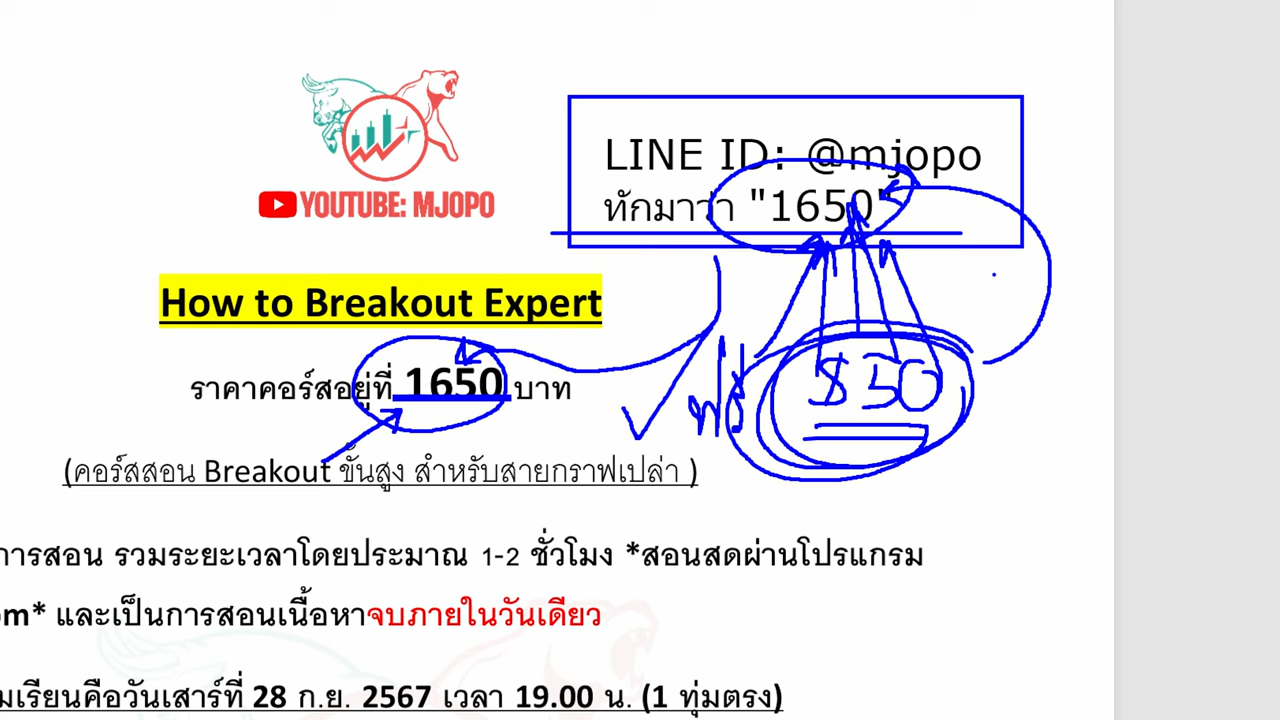 LINE ID: @mjopo
ทักมาว่า "1650"
YOUTUBE: MJOPO
How to Breakout Expert
ราคาคอร์สอยู่ที่ 1650 บาท
$50
(คอร์สสอน Breakout ขั้นสูง สำหรับสายกราฟเปล่า )
การสอน รวมระยะเวลาโดยประมาณ 1-2 ชั่วโมง *สอนสดผ่านโปรแกรม
om* และเป็นการสอนเนื้อหาจบภายในวันเดียว
มเรียนคือวันเสาร์ที่ 28 ก.ย. 2567 เวลา 19.00 น. (1 ทุ่มตรง)